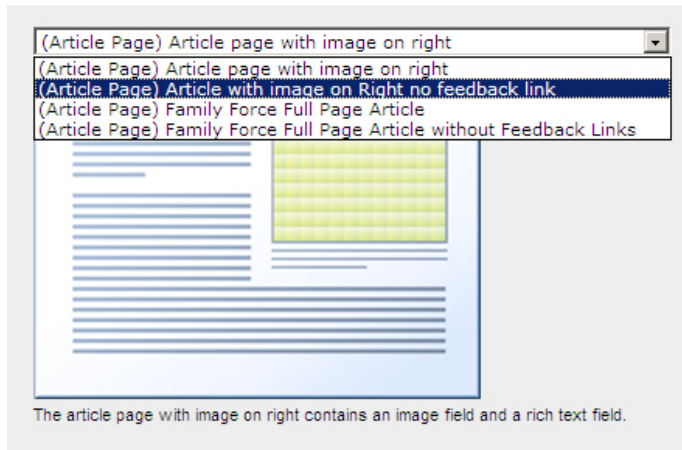 (Article Page) Article page with image on right
(Article Page) Article page with image on right
(Article Page) Article with image on Right no feedback link
(Article Page) Family Force Full Page Article
(Article Page) Family Force Full Page Article without Feedback Links
The article page with image on right contains an image field and a rich text field.